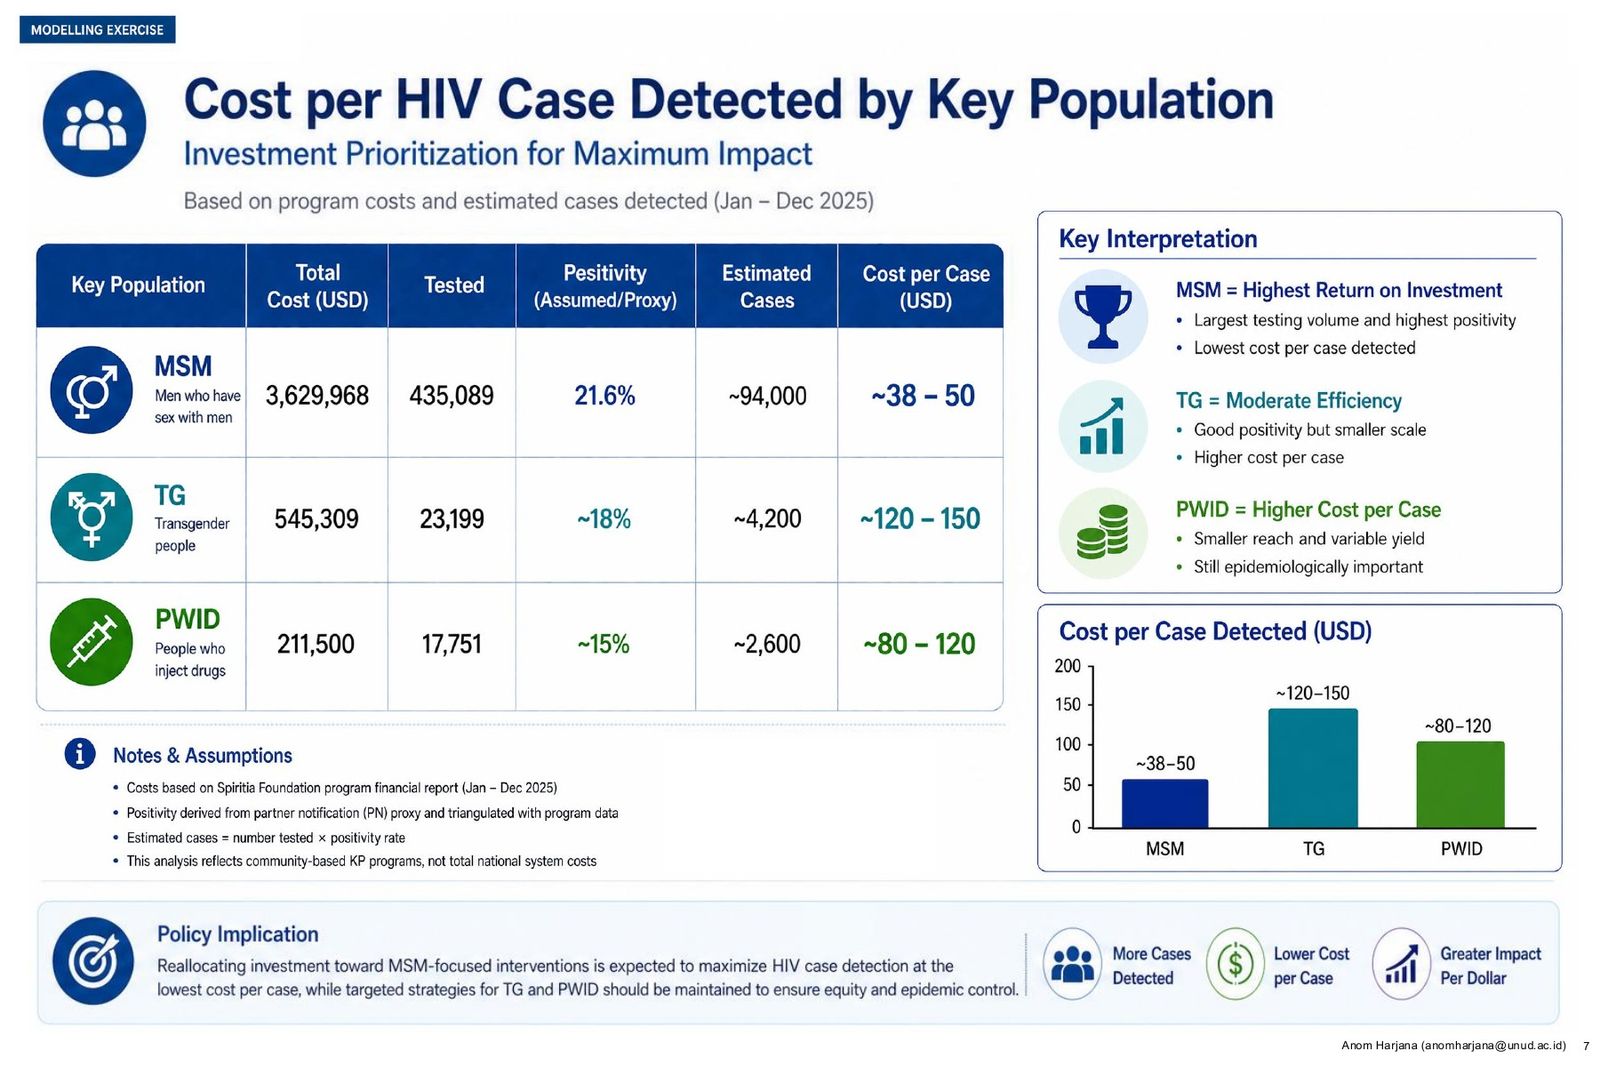 MODELLING EXERCISE
Cost per HIV Case Detected by Key Population
Investment Prioritization for Maximum Impact
Based on program costs and estimated cases detected (Jan – Dec 2025)
Key Population
Total
Cost (USD)
Tested
Pesitivity
(Assumed/Proxy)
Estimated
Cases
Cost per Case
(USD)
MSM
Men who have
sex with men
3,629,968
435,089
21.6%
~94,000
~38 – 50
TG
Transgender
people
545,309
23,199
~18%
~4,200
~120 – 150
PWID
People who
inject drugs
211,500
17,751
~15%
~2,600
~80 – 120
Notes & Assumptions
• Costs based on Spiritia Foundation program financial report (Jan – Dec 2025)
• Positivity derived from partner notification (PN) proxy and triangulated with program data
• Estimated cases = number tested × positivity rate
• This analysis reflects community-based KP programs, not total national system costs
Key Interpretation
MSM = Highest Return on Investment
• Largest testing volume and highest positivity
• Lowest cost per case detected
TG = Moderate Efficiency
• Good positivity but smaller scale
• Higher cost per case
PWID = Higher Cost per Case
• Smaller reach and variable yield
• Still epidemiologically important
Cost per Case Detected (USD)
200
150
100
50
0
~38–50
~120–150
~80–120
MSM
TG
PWID
Policy Implication
Reallocating investment toward MSM-focused interventions is expected to maximize HIV case detection at the
lowest cost per case, while targeted strategies for TG and PWID should be maintained to ensure equity and epidemic control.
More Cases
Detected
$
Lower Cost
per Case
Greater Impact
Per Dollar
Anom Harjana (anomharjana@unud.ac.id) 7